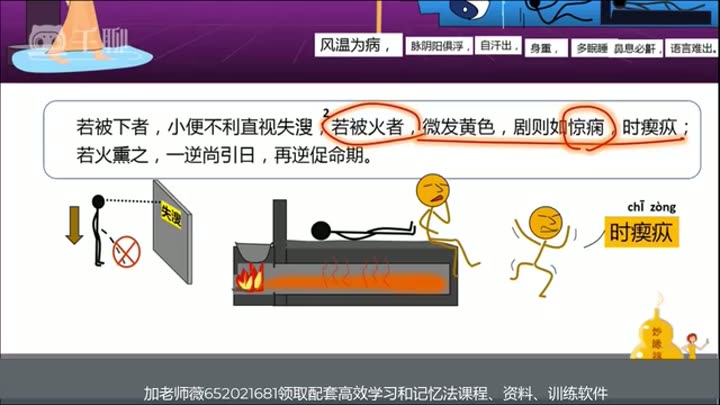 千聊
风温为病，
脉阴阳俱浮，
自汗出，
身重，
多眠睡
鼻息必鼾，
语言难出。
2
若被下者，小便不利直视失溲，若被火者，微发黄色，剧则如惊痫，时瘈疭；
若火熏之，一逆尚引日，再逆促命期。
失溲
chī zòng
时瘈疭
加老师薇652021681领取配套高效学习和记忆法课程、资料、训练软件